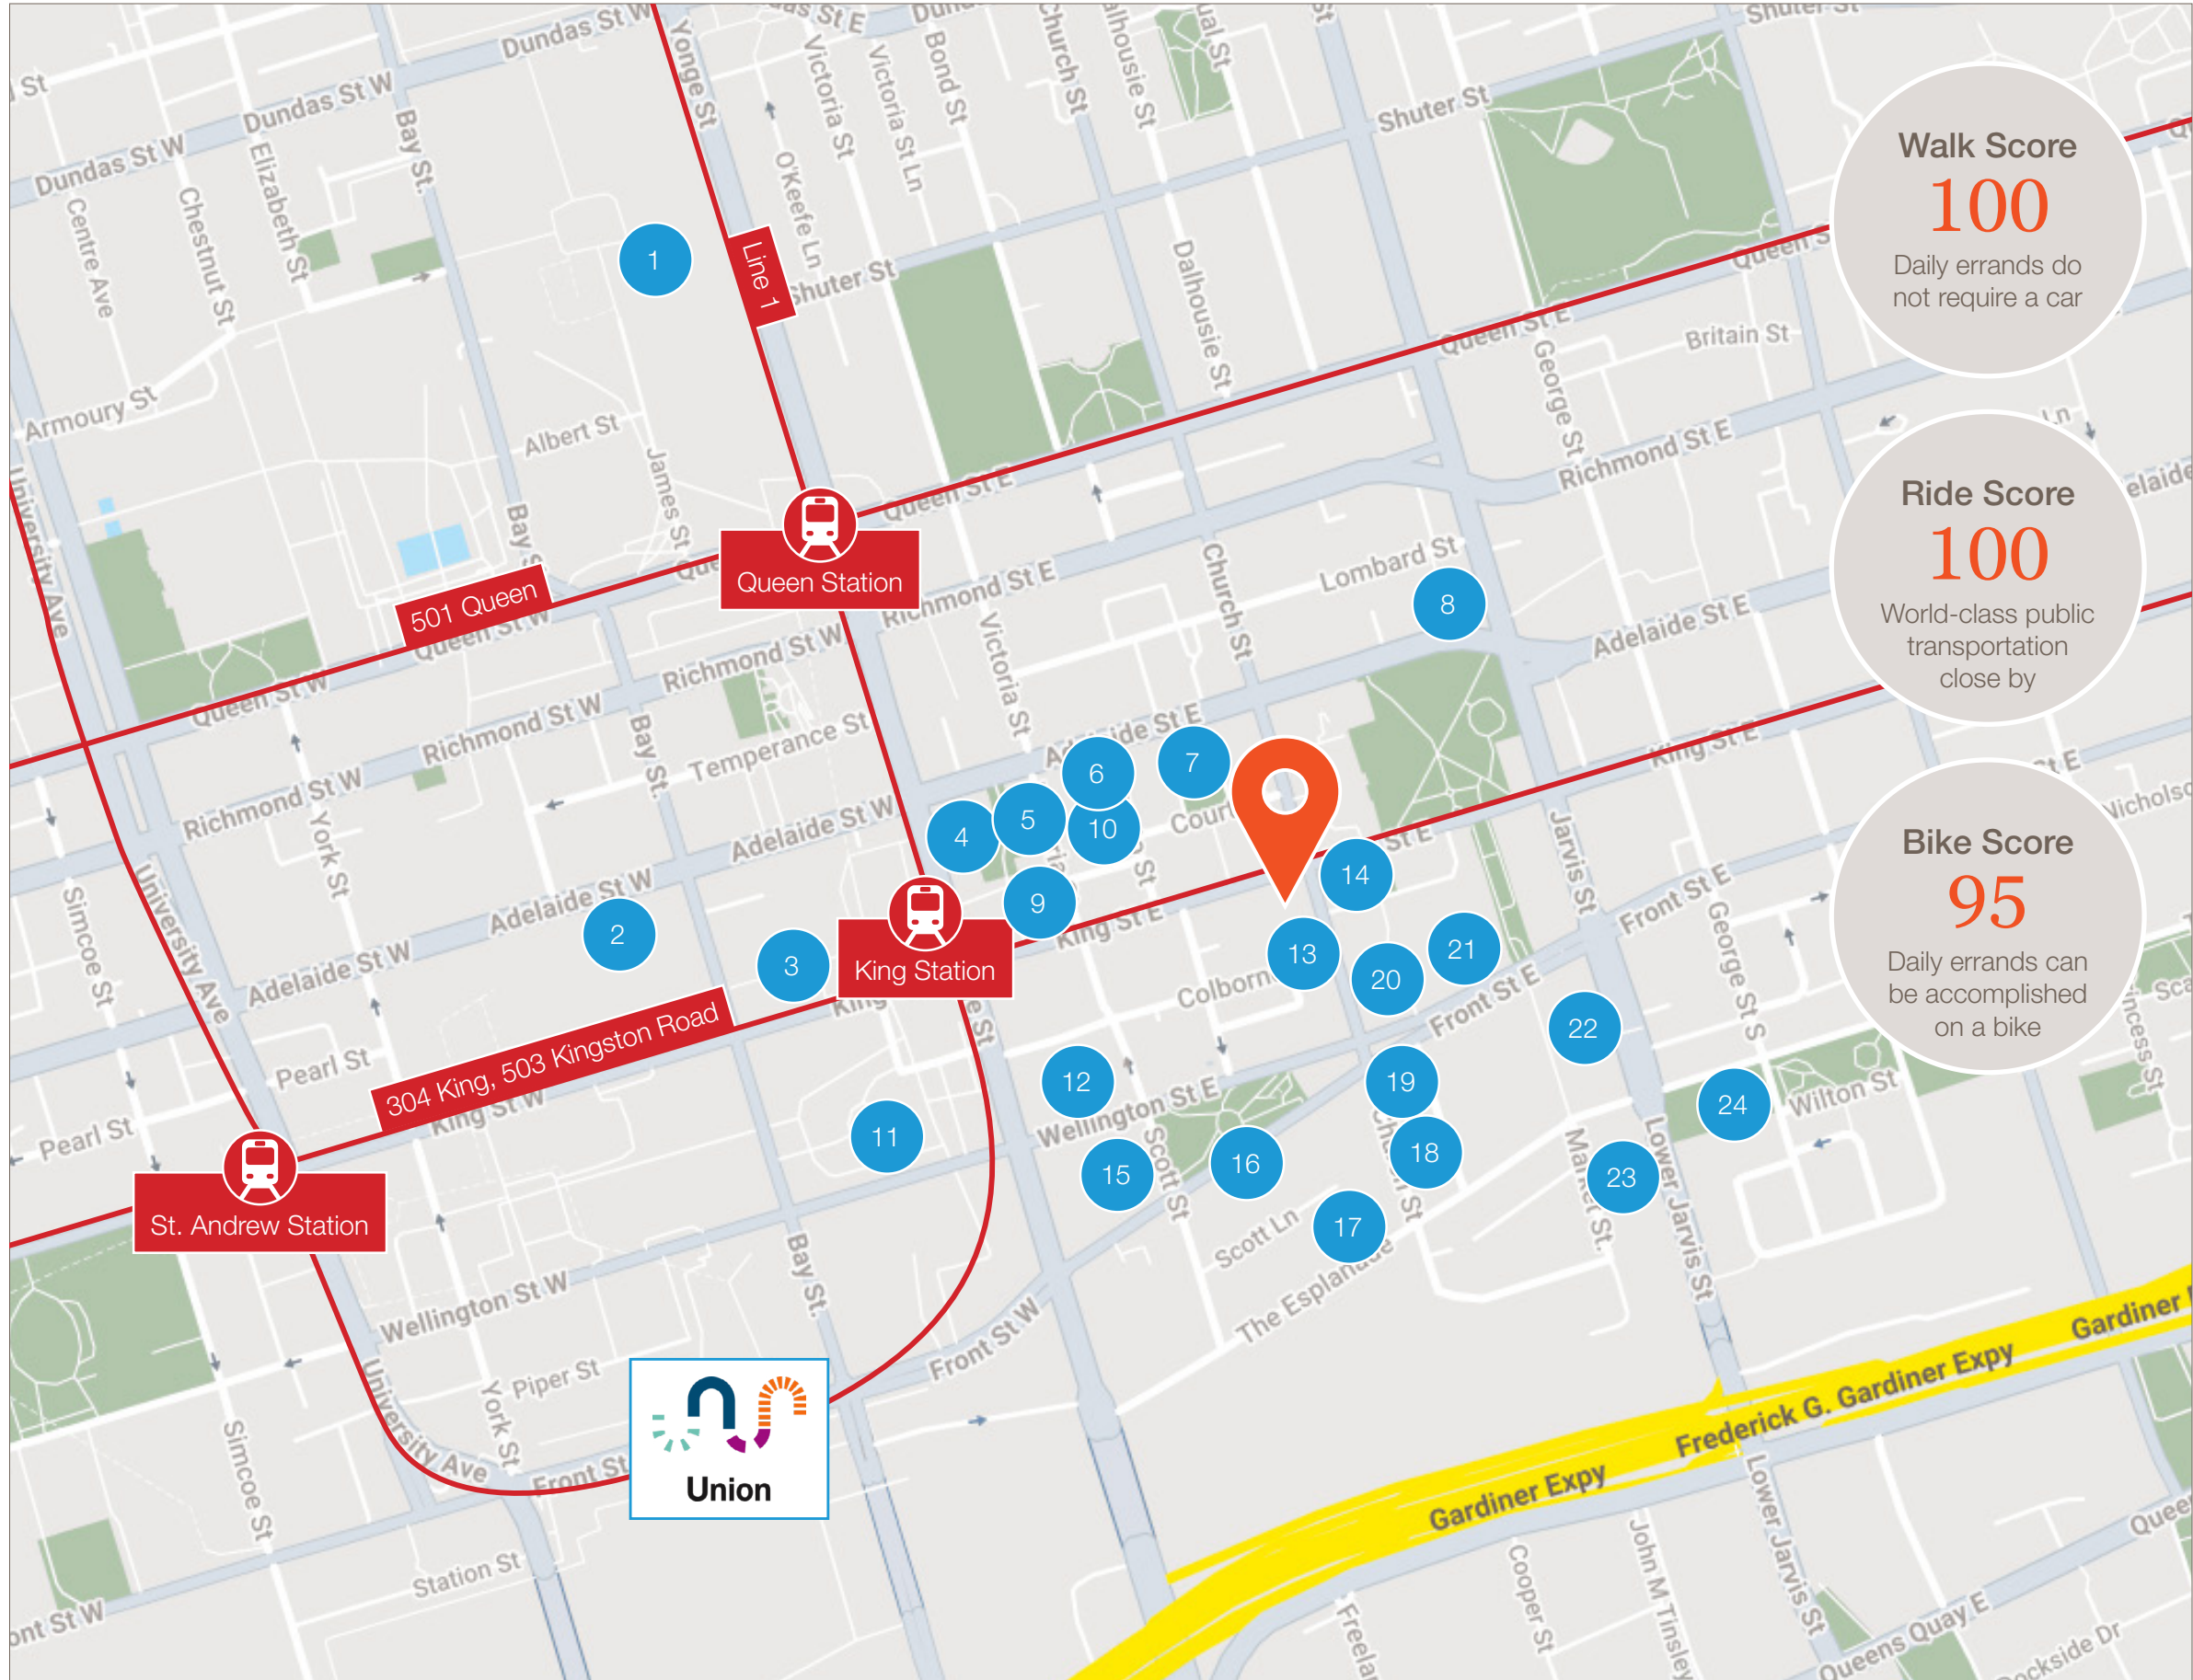 Dundas St W
St E
Shuter St
St
Dundas St W
Yonge St
Victoria St
Victoria St Ln
Bond St
Church St
Shuter St
Dundas St W
Bay St.
Elizabeth St
Chestnut St
Centre Ave
O'Keefe Ln
Dalhousie St
Walk Score
100
Daily errands do
not require a car
1
Line 1
Shuter St
Queen St E
George St
Britain St
Armoury St
Albert St
James St
Richmond St E
Ln
University Ave
Bay S
Queen St E
Ride Score
100
World-class public
transportation
close by
Queen Station
501 Queen
Queen St W
Queen St W
Richmond St E
Church St
Lombard St
8
Adelaide St E
Victoria St
Richmond St W
Richmond St W
Richmond St W
Bay St.
Temperance St
Adelaide St E
King St E
6
7
5
4
10
Court
Adelaide St W
York St
St E
Jarvis St
14
Bike Score
95
Daily errands can
be accomplished
on a bike
Simcoe St
University Ave
Adelaide St W
Adelaide St W
2
3
King Station
9
King St E
13
20
21
Front St E
Front St E
George St S
Colborn
22
304 King, 503 Kingston Road
King St W
Pearl St
Pearl St
12
Wellington St E
19
Wilton St
24
11
15
Scott St
16
18
Market St.
23
Lower Jarvis St
St. Andrew Station
17
Scott Ln
The Esplanade
Bay St.
Wellington St W
Front St W
Piper St
University Ave
York St
Simcoe St
Front St
Union
Gardiner
Frederick G. Gardiner Expy
Gardiner Expy
Station St
Lower Jarvis St
John M Tinsley
Cooper St
Queens Quay E